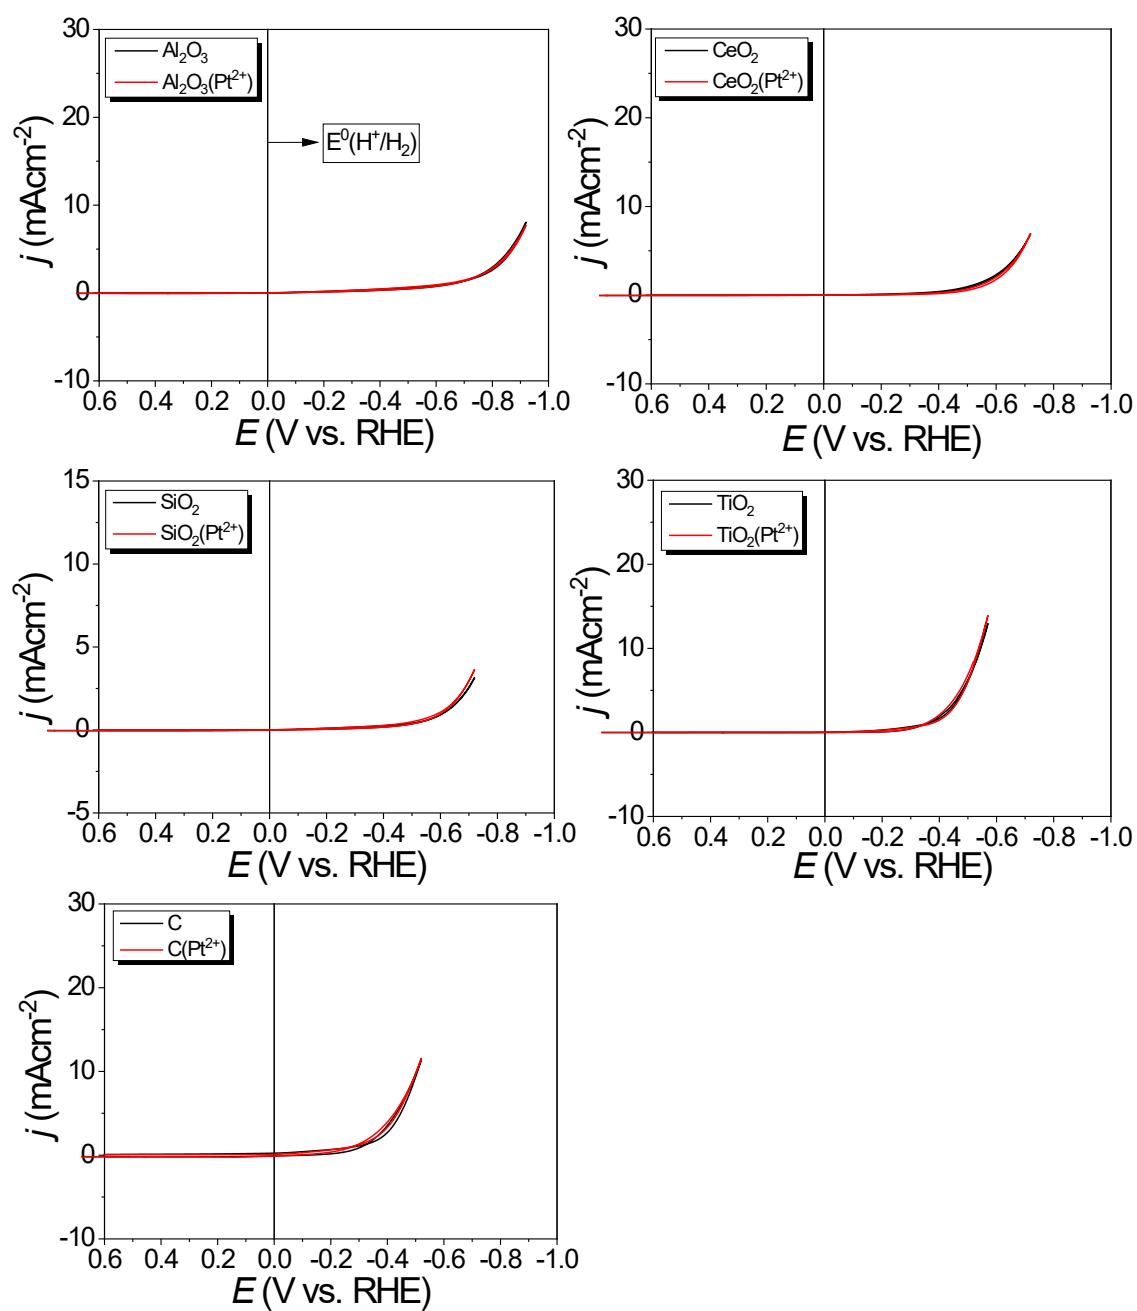 Al₂O₃
Al₂O₃(Pt²⁺)
E⁰(H⁺/H₂)
30
20
10
0
-10
j (mAcm⁻²)
0.6 0.4 0.2 0.0 -0.2 -0.4 -0.6 -0.8 -1.0
E (V vs. RHE)
CeO₂
CeO₂(Pt²⁺)
30
20
10
0
-10
j (mAcm⁻²)
0.6 0.4 0.2 0.0 -0.2 -0.4 -0.6 -0.8 -1.0
E (V vs. RHE)
SiO₂
SiO₂(Pt²⁺)
15
10
5
0
-5
j (mAcm⁻²)
0.6 0.4 0.2 0.0 -0.2 -0.4 -0.6 -0.8 -1.0
E (V vs. RHE)
TiO₂
TiO₂(Pt²⁺)
30
20
10
0
-10
j (mAcm⁻²)
0.6 0.4 0.2 0.0 -0.2 -0.4 -0.6 -0.8 -1.0
E (V vs. RHE)
C
C(Pt²⁺)
30
20
10
0
-10
j (mAcm⁻²)
0.6 0.4 0.2 0.0 -0.2 -0.4 -0.6 -0.8 -1.0
E (V vs. RHE)